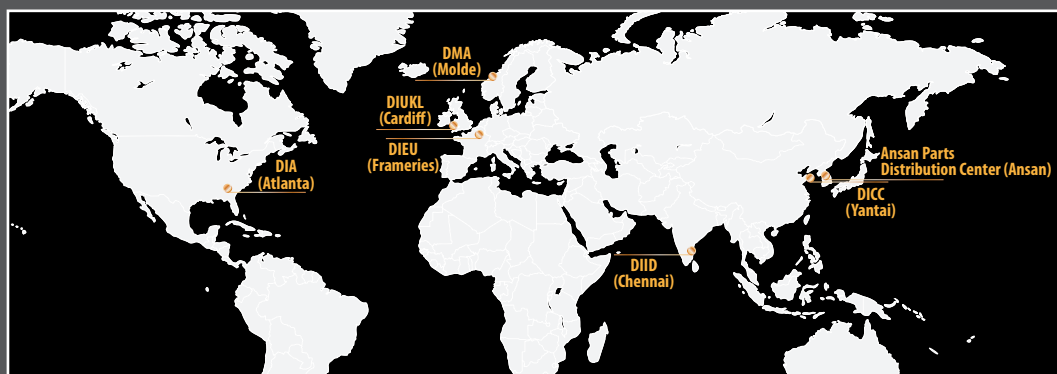 DMA
(Molde)
DIUKL
(Cardiff)
DIEU
(Frameries)
DIA
(Atlanta)
Ansan Parts
Distribution Center (Ansan)
DICC
(Yantai)
DIID
(Chennai)